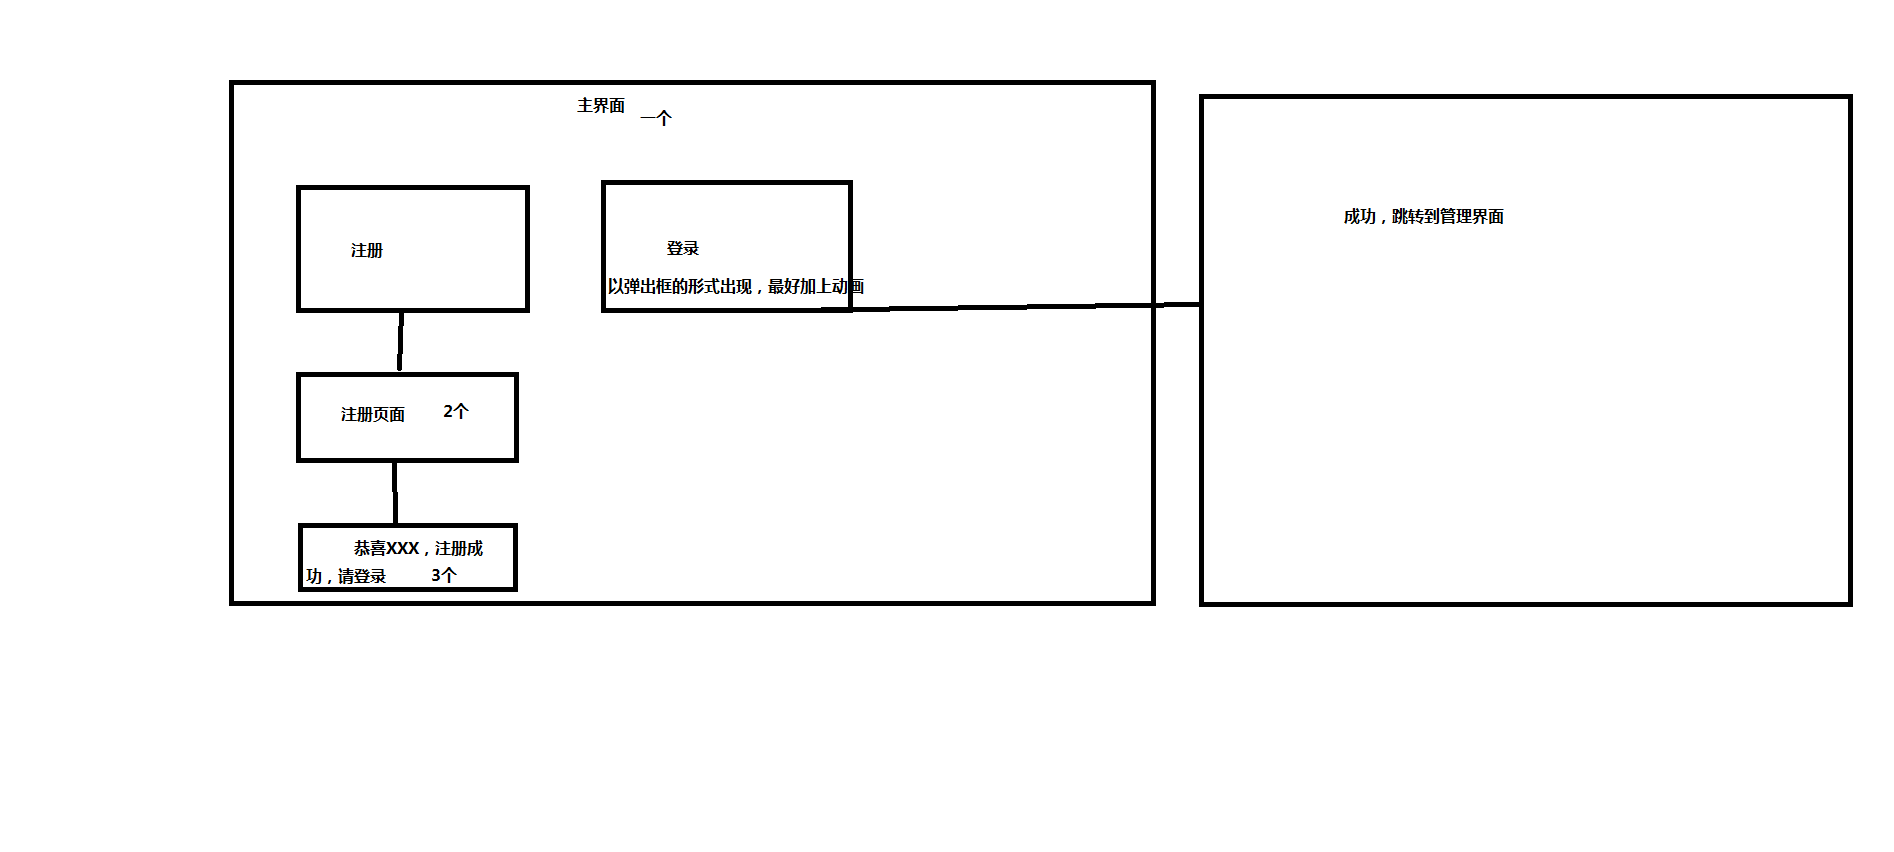 主界面
一个
注册
登录
以弹出框的形式出现，最好加上动画
注册页面 2个
恭喜XXX，注册成
功，请登录 3个
成功，跳转到管理界面